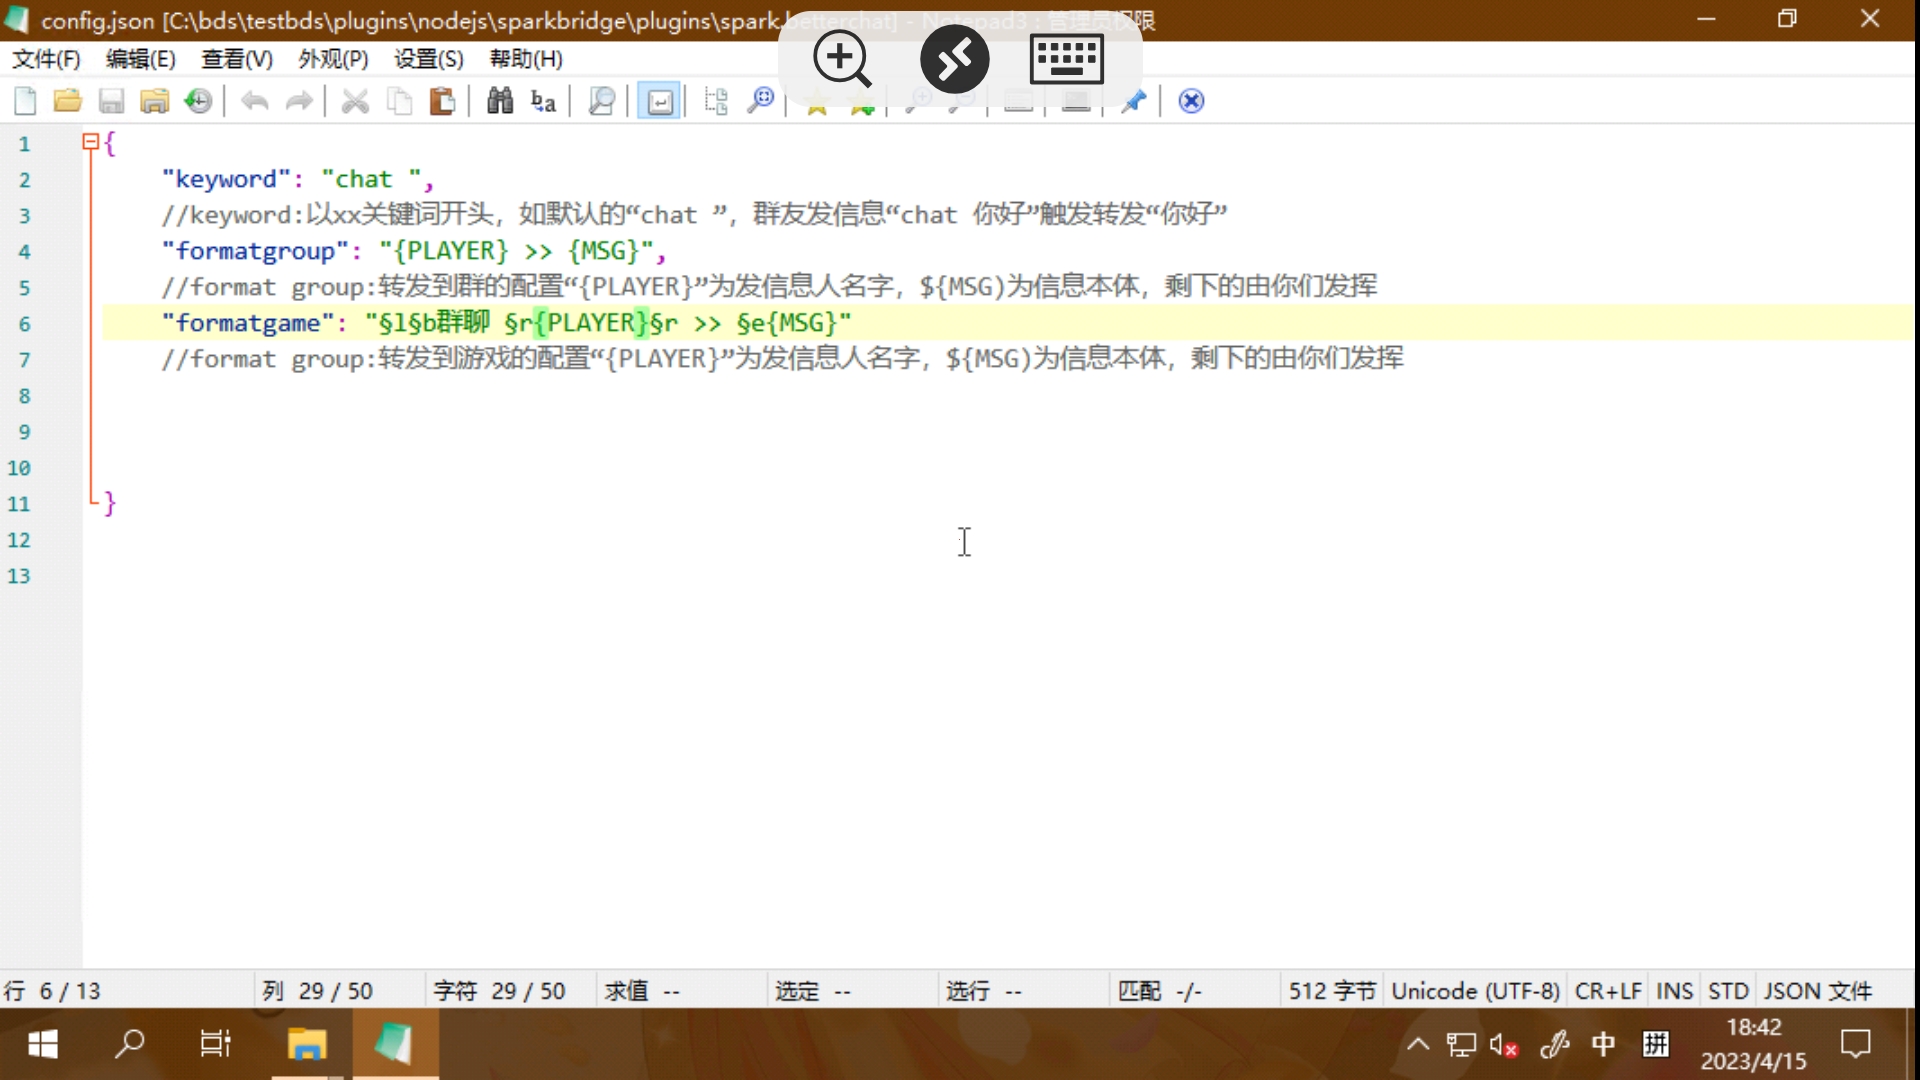 config.json [C:\bds\testbds\plugins\nodejs\sparkbridge\plugins\spark.betterchat] - Notepad3 : 管理员权限
文件(F) 编辑(E) 查看(V) 外观(P) 设置(S) 帮助(H)
1 {
2 "keyword": "chat ",
3 //keyword:以xx关键词开头，如默认的“chat ”，群友发信息“chat 你好”触发转发“你好”
4 "formatgroup": "{PLAYER} >> {MSG}",
5 //format group:转发到群的配置“{PLAYER}”为发信息人名字，${MSG)为信息本体，剩下的由你们发挥
6 "formatgame": "§l§b群聊 §r{PLAYER}§r >> §e{MSG}"
7 //format group:转发到游戏的配置“{PLAYER}”为发信息人名字，${MSG)为信息本体，剩下的由你们发挥
8
9
10
11 }
12
13
行 6 / 13 列 29 / 50 字符 29 / 50 求值 -- 选定 -- 选行 -- 匹配 -/- 512 字节 Unicode (UTF-8) CR+LF INS STD JSON 文件
中 拼 18:42
2023/4/15